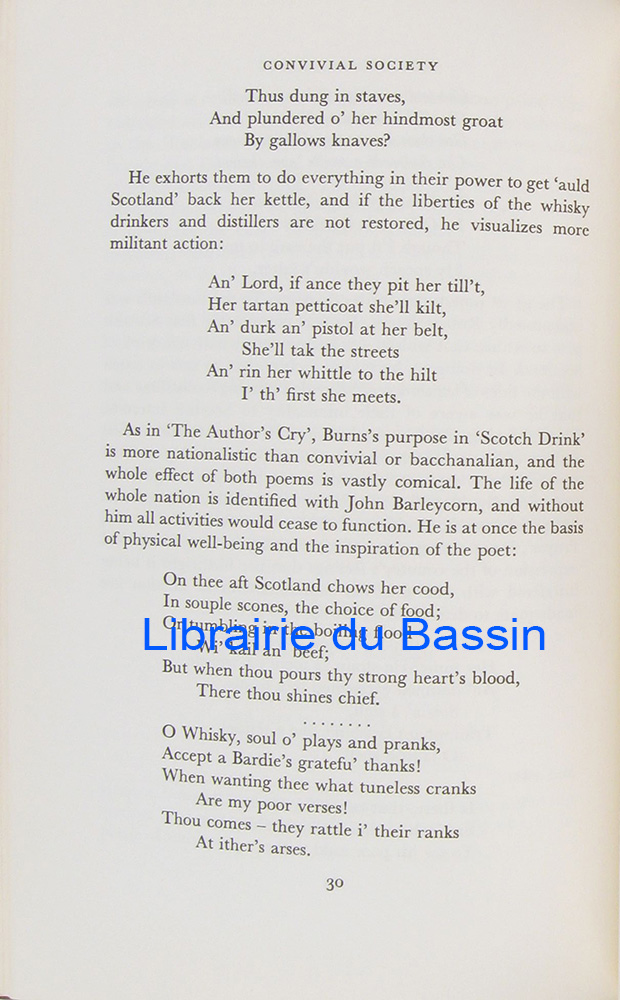 CONVIVIAL SOCIETY
Thus dung in staves,
And plundered o' her hindmost groat
By gallows knaves?
He exhorts them to do everything in their power to get 'auld
Scotland' back her kettle, and if the liberties of the whisky
drinkers and distillers are not restored, he visualizes more
militant action:
An' Lord, if ance they pit her till't,
Her tartan petticoat she'll kilt,
An' durk an' pistol at her belt,
She'll tak the streets
An' rin her whittle to the hilt
I' th' first she meets.
As in 'The Author's Cry', Burns's purpose in 'Scotch Drink'
is more nationalistic than convivial or bacchanalian, and the
whole effect of both poems is vastly comical. The life of the
whole nation is identified with John Barleycorn, and without
him all activities would cease to function. He is at once the basis
of physical well-being and the inspiration of the poet:
On thee aft Scotland chows her cood,
In souple scones, the choice of food;
Or tumbling in the boiling flood
Librairie du Bassin
Wi' kail an' beef;
But when thou pours thy strong heart's blood,
There thou shines chief.
. . . . . . . .
O Whisky, soul o' plays and pranks,
Accept a Bardie's gratefu' thanks!
When wanting thee what tuneless cranks
Are my poor verses!
Thou comes – they rattle i' their ranks
At ither's arses.
30